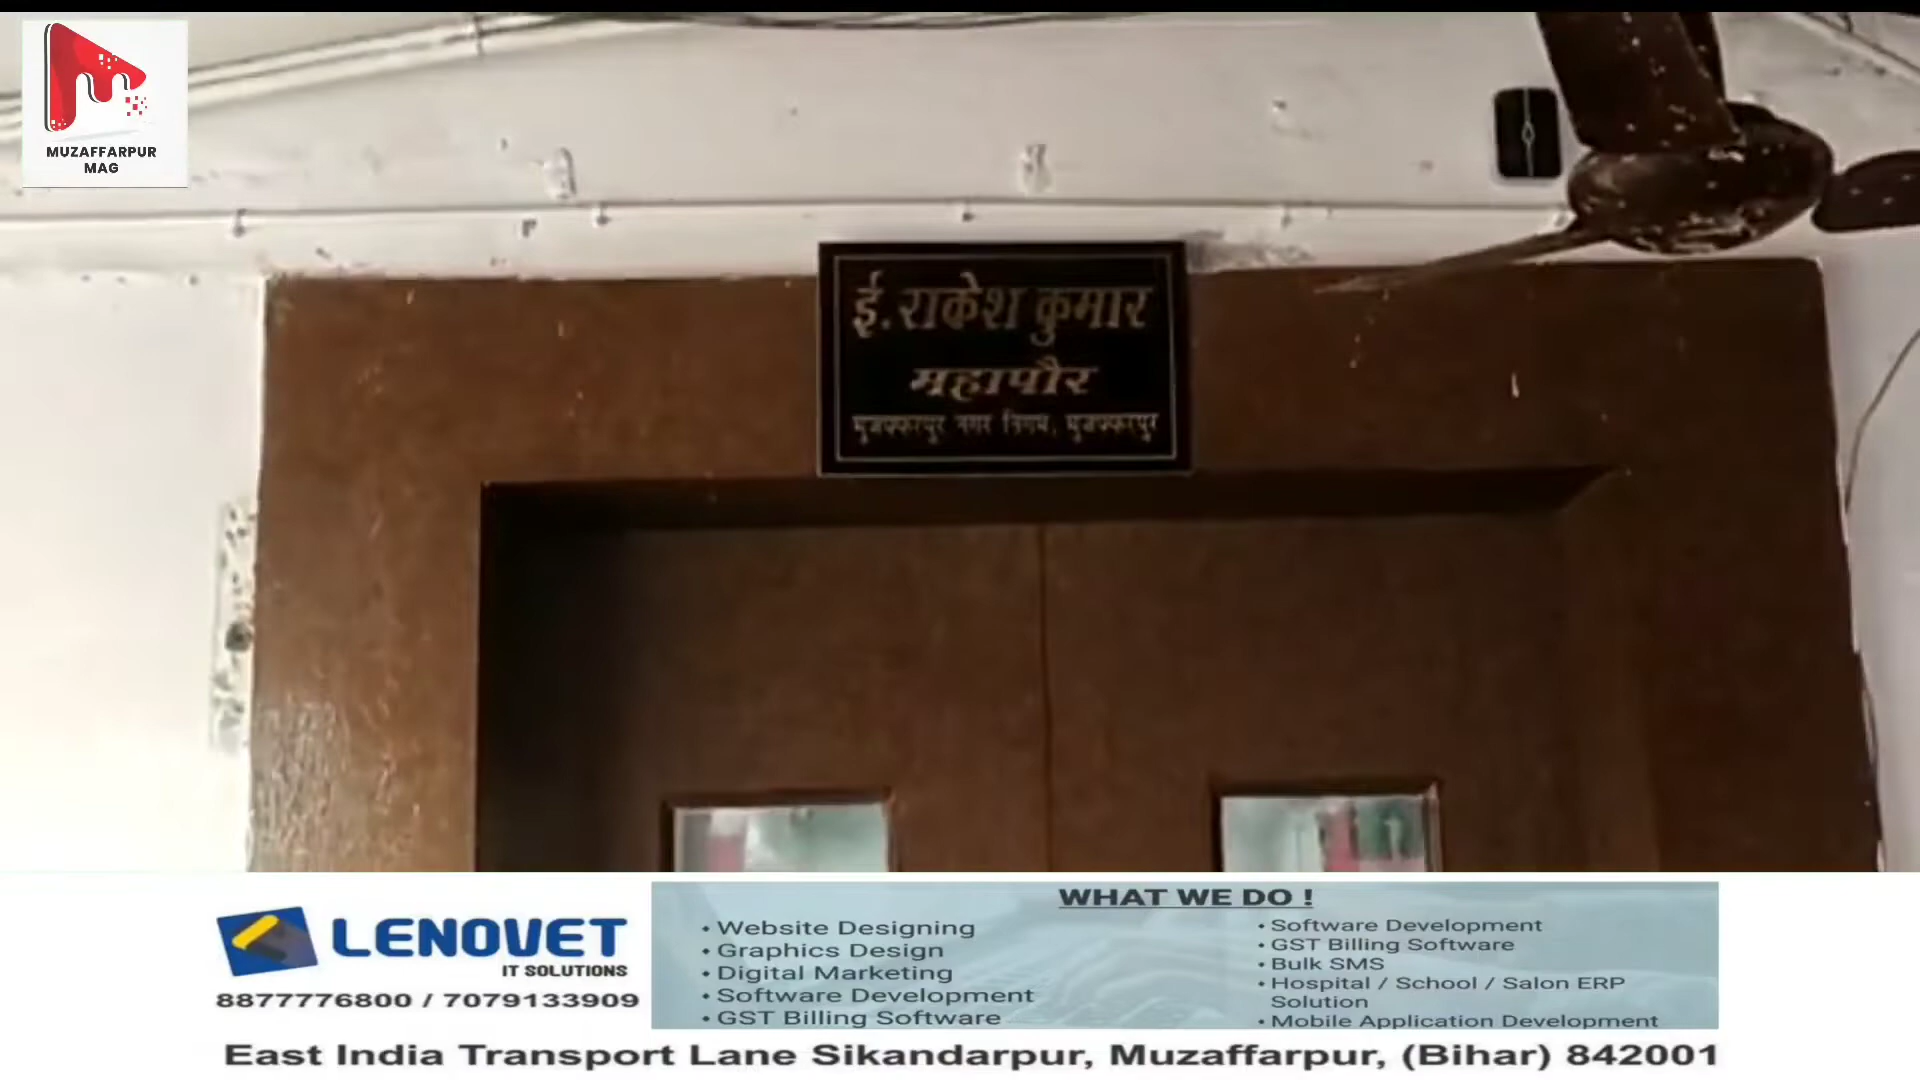 MUZAFFARPUR
MAG
ई. राकेश कुमार
महापौर
मुजफ्फरपुर नगर निगम, मुजफ्फरपुर
LENOVET
IT SOLUTIONS
8877776800 / 7079133909
WHAT WE DO !
• Website Designing
• Graphics Design
• Digital Marketing
• Software Development
• GST Billing Software
• Software Development
• GST Billing Software
• Bulk SMS
• Hospital / School / Salon ERP
Solution
• Mobile Application Development
East India Transport Lane Sikandarpur, Muzaffarpur, (Bihar) 842001